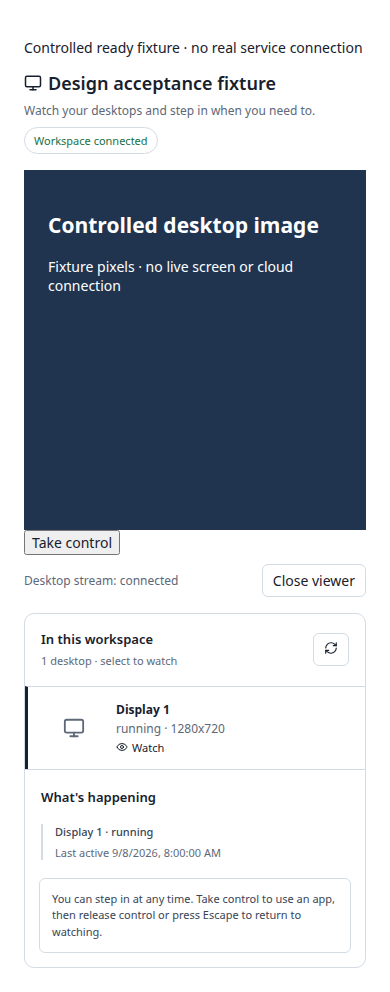 Controlled ready fixture · no real service connection
Design acceptance fixture
Watch your desktops and step in when you need to.
Workspace connected
Controlled desktop image
Fixture pixels · no live screen or cloud
connection
Take control
Desktop stream: connected
Close viewer
In this workspace
1 desktop · select to watch
Display 1
running · 1280x720
Watch
What's happening
Display 1 · running
Last active 9/8/2026, 8:00:00 AM
You can step in at any time. Take control to use an app,
then release control or press Escape to return to
watching.